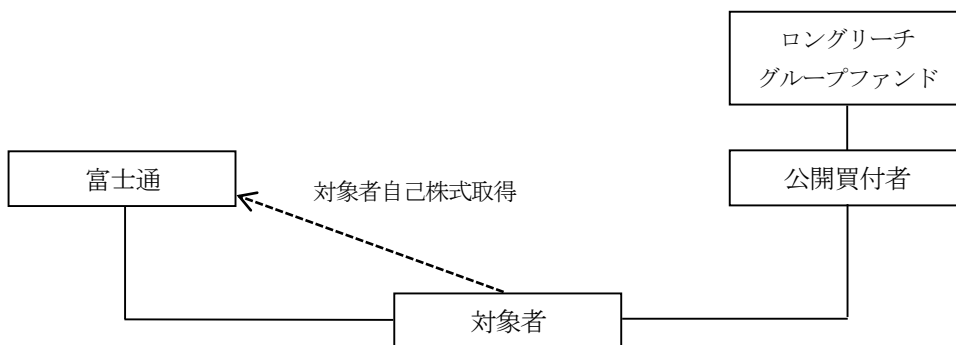 ロングリーチ
グループファンド
富士通
公開買付者
対象者自己株式取得
対象者